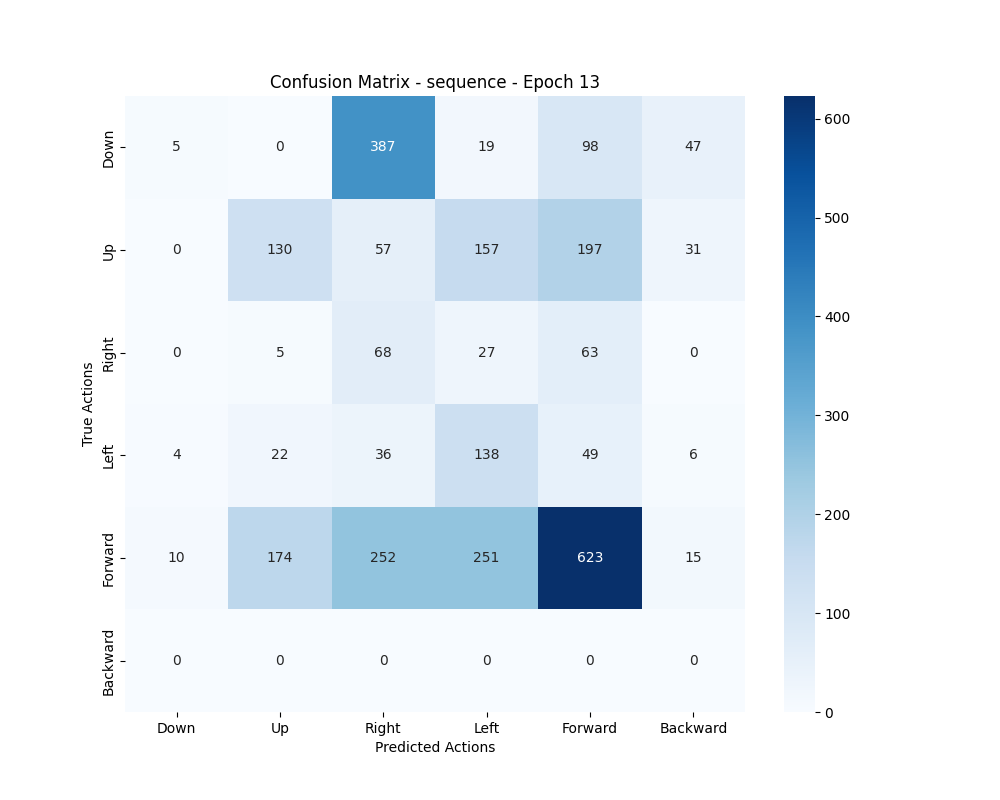 Confusion Matrix - sequence - Epoch 13
Down 5 0 387 19 98 47
Up 0 130 57 157 197 31
Right 0 5 68 27 63 0
Left 4 22 36 138 49 6
Forward 10 174 252 251 623 15
Backward 0 0 0 0 0 0
True Actions
Down Up Right Left Forward Backward
Predicted Actions
600
500
400
300
200
100
0